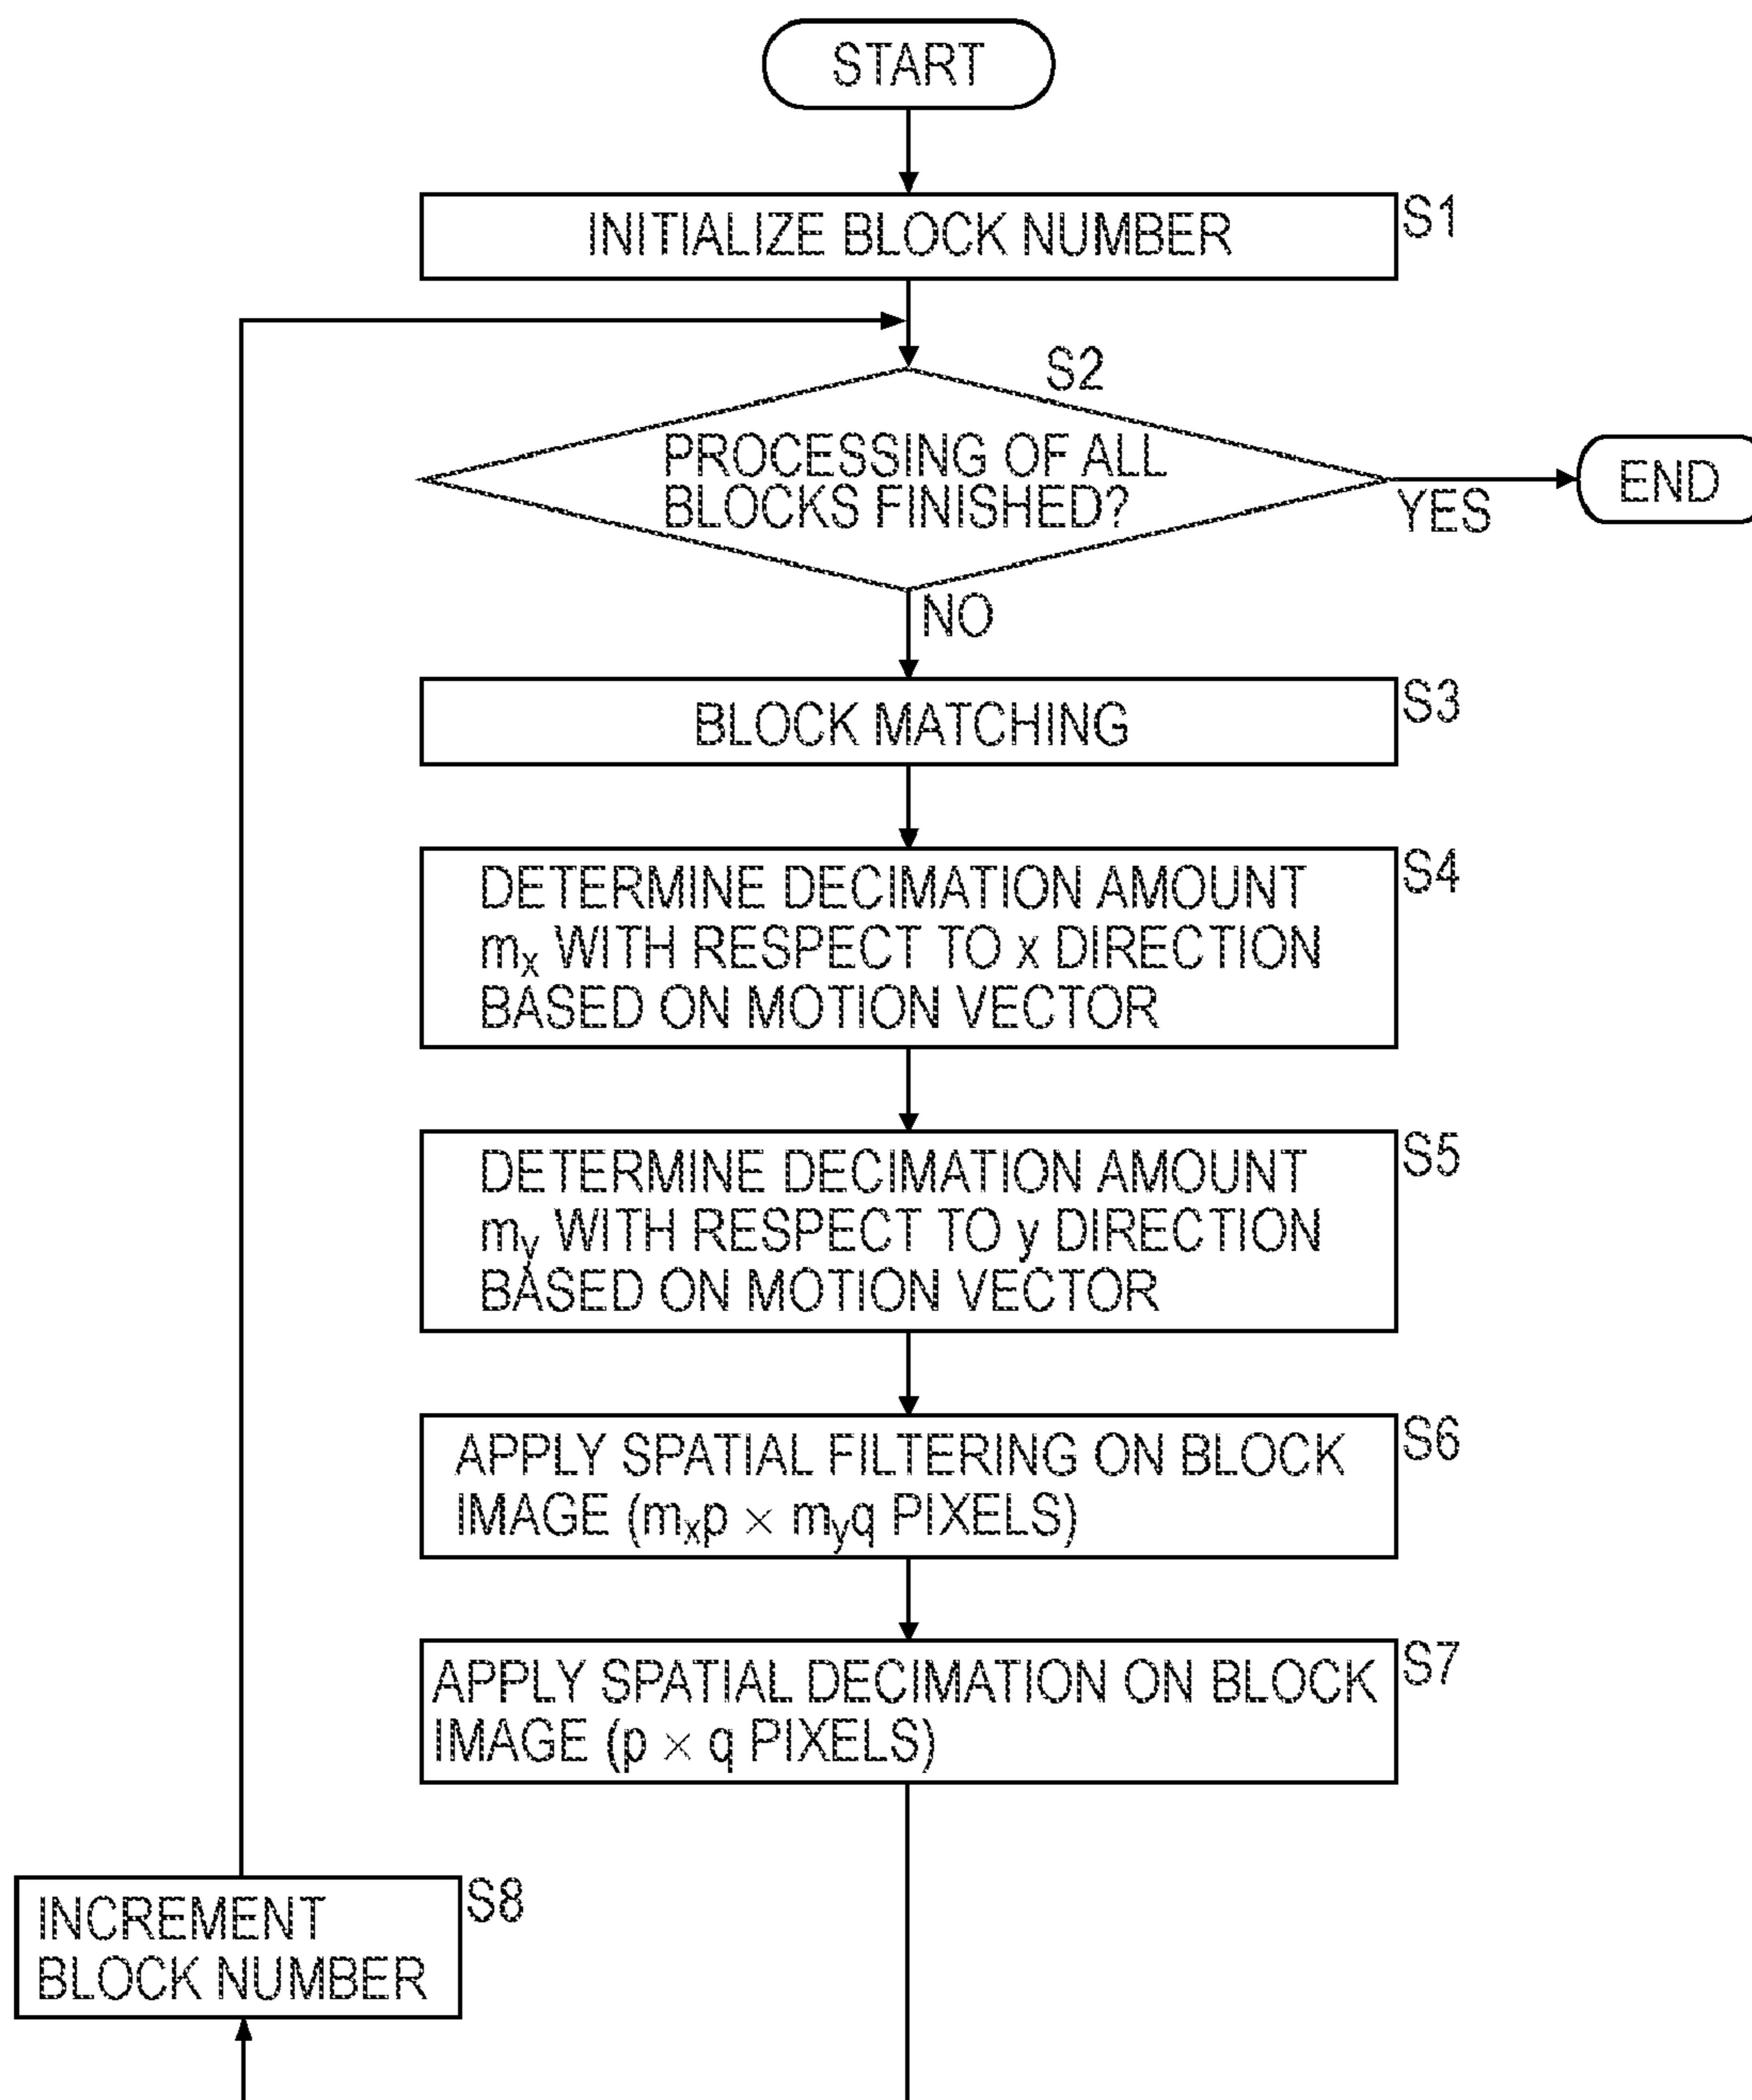 START
INITIALIZE BLOCK NUMBER
S1
S2
PROCESSING OF ALL
BLOCKS FINISHED?
YES
END
NO
BLOCK MATCHING
S3
DETERMINE DECIMATION AMOUNT
mx WITH RESPECT TO x DIRECTION
BASED ON MOTION VECTOR
S4
DETERMINE DECIMATION AMOUNT
my WITH RESPECT TO y DIRECTION
BASED ON MOTION VECTOR
S5
APPLY SPATIAL FILTERING ON BLOCK
IMAGE (mxp × myq PIXELS)
S6
APPLY SPATIAL DECIMATION ON BLOCK
IMAGE (p × q PIXELS)
S7
INCREMENT
BLOCK NUMBER
S8